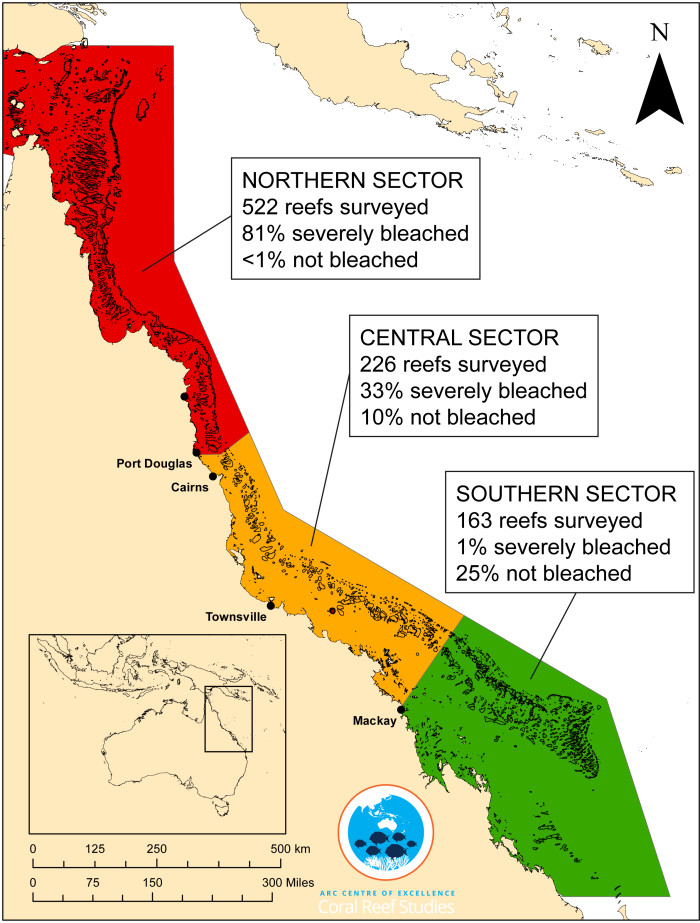 N
NORTHERN SECTOR
522 reefs surveyed
81% severely bleached
<1% not bleached
CENTRAL SECTOR
226 reefs surveyed
33% severely bleached
10% not bleached
Port Douglas
Cairns
SOUTHERN SECTOR
163 reefs surveyed
1% severely bleached
25% not bleached
Townsville
Mackay
0 125 250 500 km
0 75 150 300 Miles
ARC CENTRE OF EXCELLENCE
Coral Reef Studies